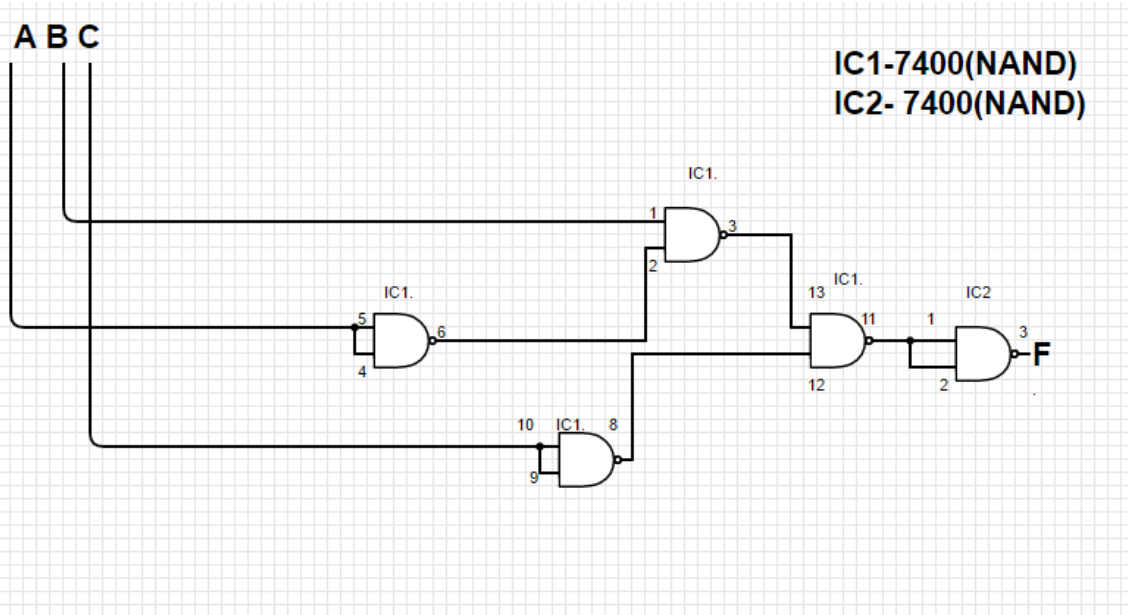 A B C
IC1-7400(NAND)
IC2- 7400(NAND)
IC1.
1
3
2
IC1.
13
IC2
IC1.
5
6
4
11
1
3
F
12
2
.
10
IC1.
8
9